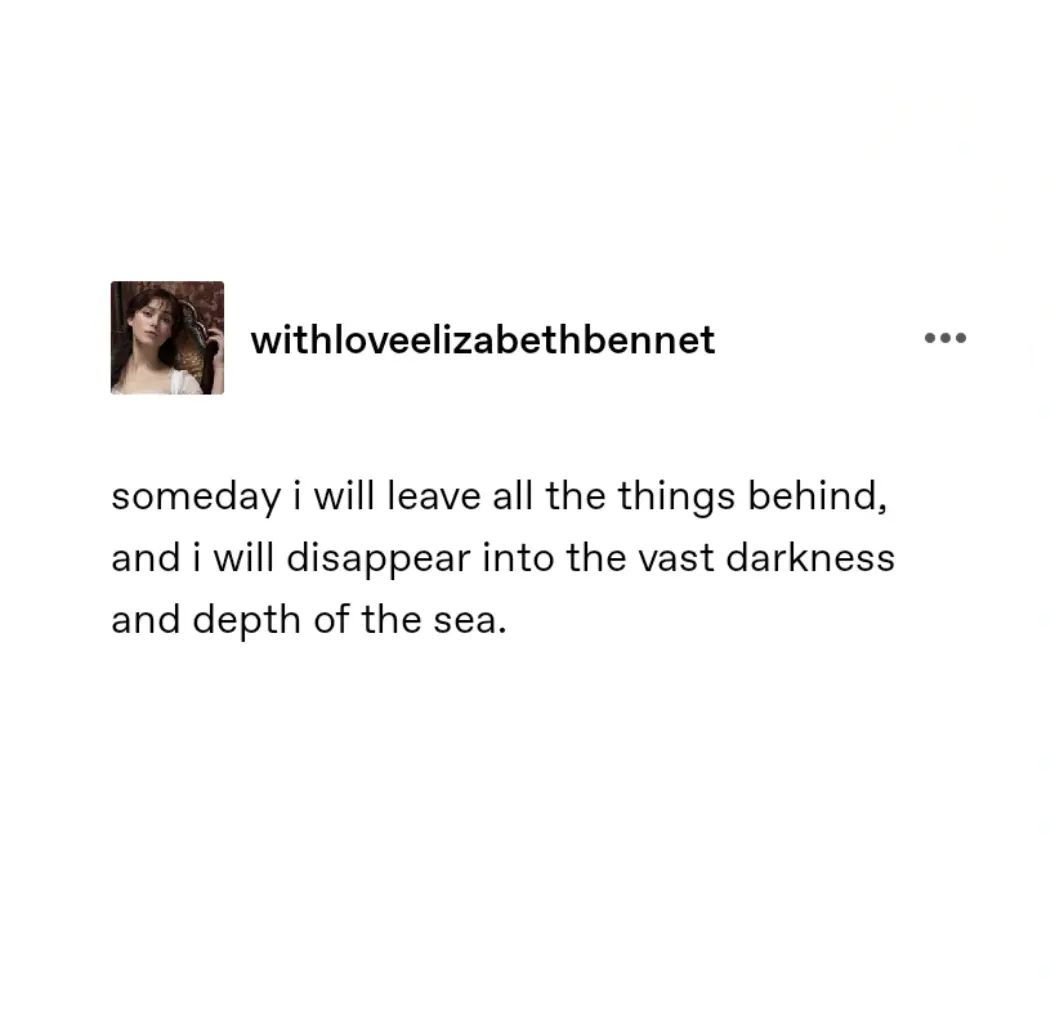 withloveelizabethbennet
someday i will leave all the things behind,
and i will disappear into the vast darkness
and depth of the sea.